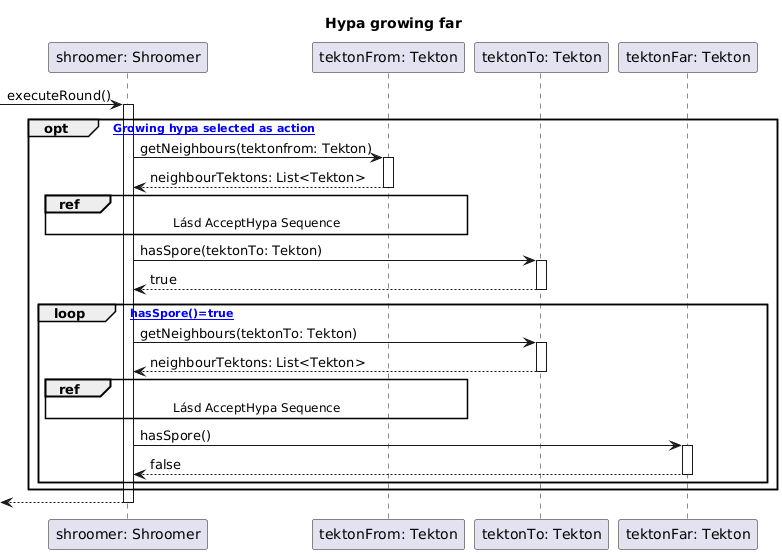 Hypa growing far
shroomer: Shroomer
tektonFrom: Tekton
tektonTo: Tekton
tektonFar: Tekton
executeRound()
opt
Growing hypa selected as action
getNeighbours(tektonfrom: Tekton)
neighbourTektons: List<Tekton>
ref
Lásd AcceptHypa Sequence
hasSpore(tektonTo: Tekton)
true
loop
hasSpore()=true
getNeighbours(tektonTo: Tekton)
neighbourTektons: List<Tekton>
ref
Lásd AcceptHypa Sequence
hasSpore()
false
shroomer: Shroomer
tektonFrom: Tekton
tektonTo: Tekton
tektonFar: Tekton